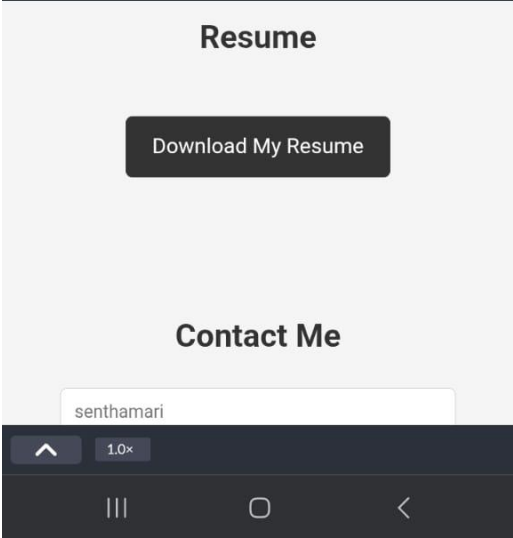 Resume
Download My Resume
Contact Me
senthamari
1.0×